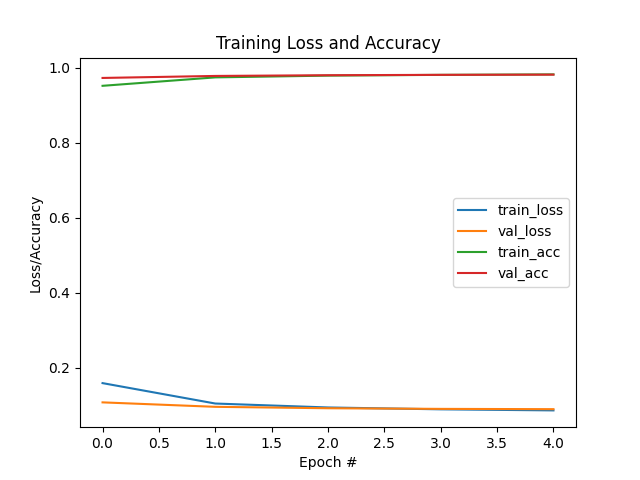 Training Loss and Accuracy
1.0
0.8
0.6
0.4
0.2
Loss/Accuracy
train_loss
val_loss
train_acc
val_acc
0.0 0.5 1.0 1.5 2.0 2.5 3.0 3.5 4.0
Epoch #